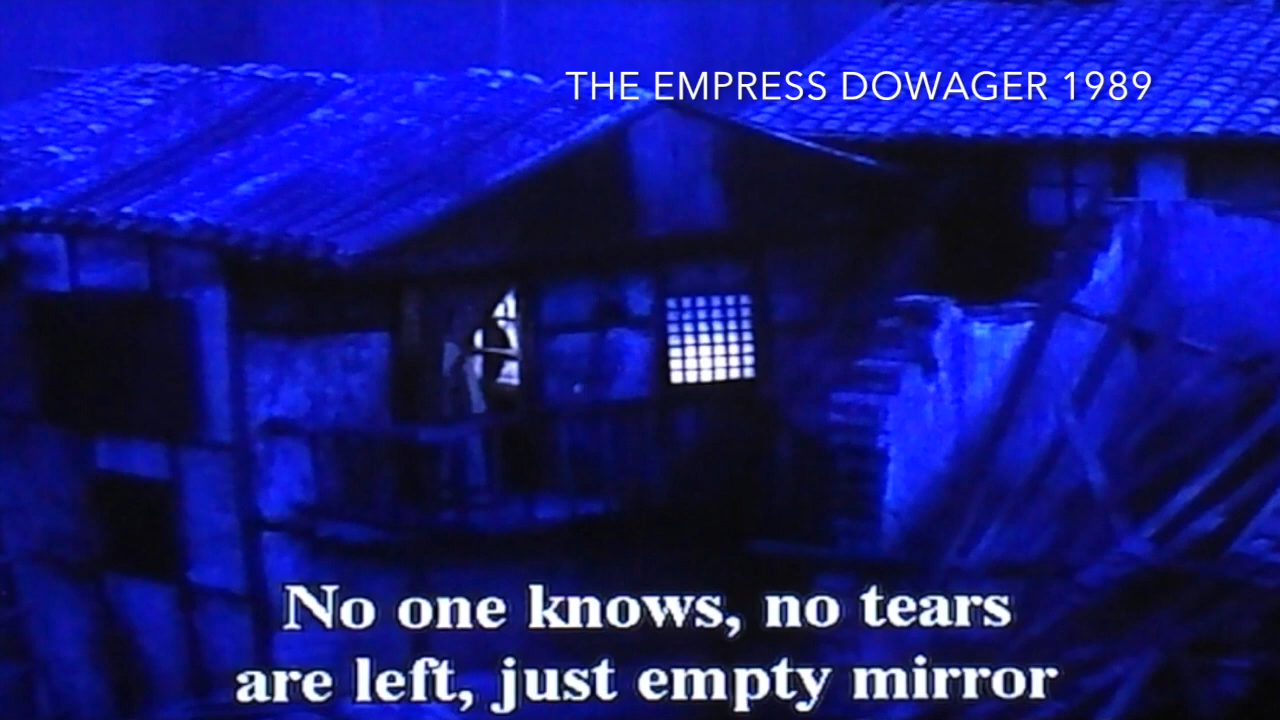 THE EMPRESS DOWAGER 1989
No one knows, no tears
are left, just empty mirror